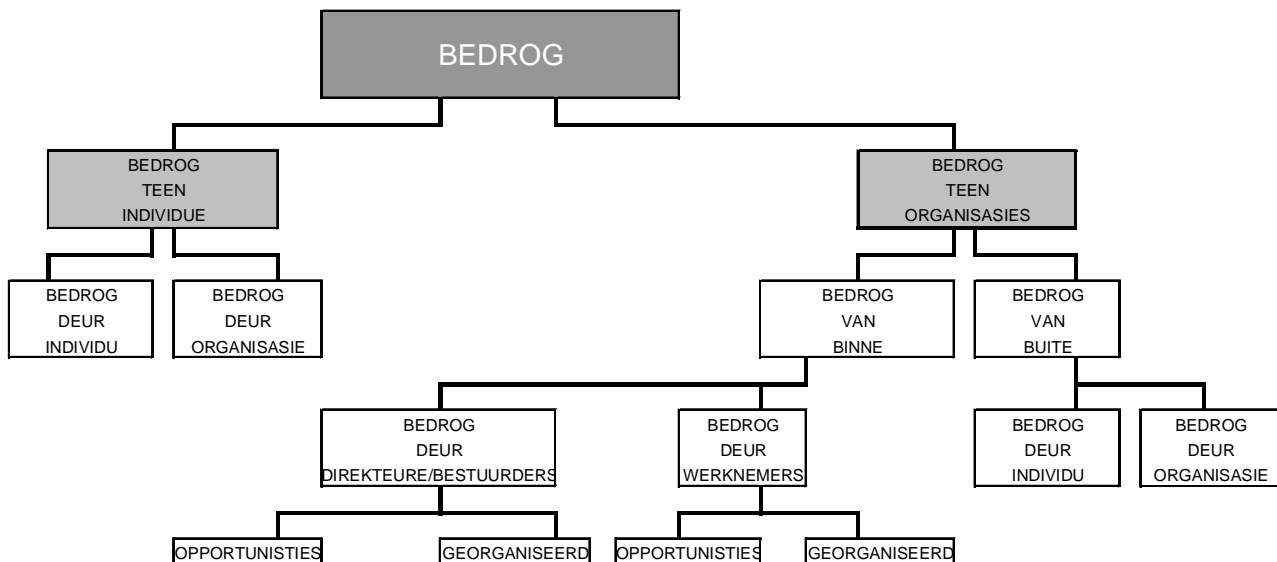 BEDROG
BEDROG
TEEN
INDIVIDUE
BEDROG
TEEN
ORGANISASIES
BEDROG
DEUR
INDIVIDU
BEDROG
DEUR
ORGANISASIE
BEDROG
VAN
BINNE
BEDROG
VAN
BUITE
BEDROG
DEUR
DIREKTEURE/BESTUURDERS
BEDROG
DEUR
WERKNEMERS
BEDROG
DEUR
INDIVIDU
BEDROG
DEUR
ORGANISASIE
OPPORTUNISTIES
GEORGANISEERD
OPPORTUNISTIES
GEORGANISEERD